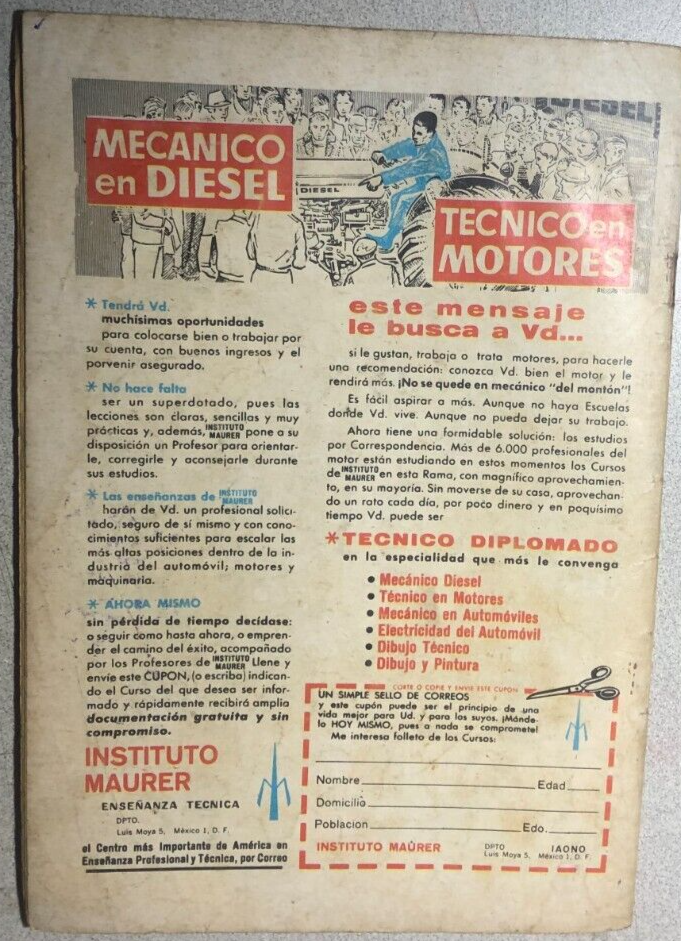 DIESEL
MECANICO
en DIESEL
DIESEL
TECNICO en
MOTORES
* Tendrá Vd.
muchísimas oportunidades
para colocarse bien o trabajar por
su cuenta, con buenos ingresos y el
porvenir asegurado.
* No hace falta
ser un superdotado, pues las
lecciones son claras, sencillas y muy
prácticas y, además, INSTITUTO MAURER pone a su
disposición un Profesor para orientar-
le, corregirle y aconsejarle durante
sus estudios.
* Las enseñanzas de INSTITUTO MAURER
harán de Vd. un profesional solici-
tado, seguro de sí mismo y con cono-
cimientos suficientes para escalar las
más altas posiciones dentro de la in-
dustria del automóvil; motores y
maquinaria.
* AHORA MISMO
sin pérdida de tiempo decídase:
o seguir como hasta ahora, o empren-
der el camino del éxito, acompañado
por los Profesores de INSTITUTO MAURER Llene y
envíe este CUPON, (o escriba) indican-
do el Curso del que desea ser infor-
mado y rápidamente recibirá amplia
documentación gratuita y sin
compromiso.
INSTITUTO
MAURER
ENSEÑANZA TECNICA
DPTO.
Luis Moya 5, México 1, D. F.
el Centro más Importante de América en
Enseñanza Profesional y Técnica, por Correo
este mensaje
le busca a Vd...
si le gustan, trabaja o trata motores, para hacerle
una recomendación: conozca Vd. bien el motor y le
rendirá más. ¡No se quede en mecánico "del montón"!
Es fácil aspirar a más. Aunque no haya Escuelas
donde Vd. vive. Aunque no pueda dejar su trabajo.
Ahora tiene una formidable solución: los estudios
por Correspondencia. Más de 6.000 profesionales del
motor están estudiando en estos momentos los Cursos
de INSTITUTO MAURER en esta Rama, con magnífico aprovechamien-
to, en su mayoría. Sin moverse de su casa, aprovechan-
do un rato cada día, por poco dinero y en poquísimo
tiempo Vd. puede ser
*TECNICO DIPLOMADO
en la especialidad que más le convenga
• Mecánico Diesel
• Técnico en Motores
• Mecánico en Automóviles
• Electricidad del Automóvil
• Dibujo Técnico
• Dibujo y Pintura
CORTE O COPIE Y ENVIE ESTE CUPON
UN SIMPLE SELLO DE CORREOS
y este cupón puede ser el principio de una
vida mejor para Ud. y para los suyos. ¡Mánde-
lo HOY MISMO, pues a nada se compromete!
Me interesa folleto de los Cursos:
Nombre Edad
Domicilio
Poblacion Edo.
INSTITUTO MAURER DPTO IAONO
Luis Moya 5, México 1, D. F.